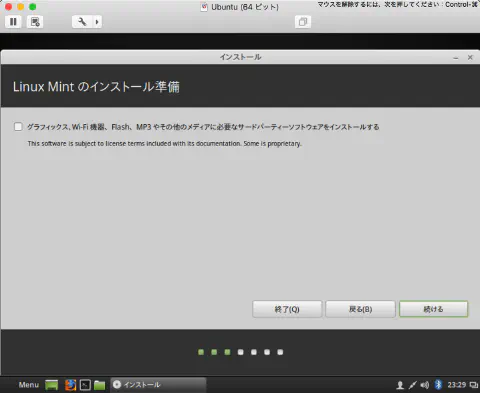 Ubuntu (64 ビット)
マウスを解除するには、次を押してください: Control-⌘
インストール
Linux Mint のインストール準備
グラフィックス、Wi-Fi 機器、Flash、MP3 やその他のメディアに必要なサードパーティーソフトウェアをインストールする
This software is subject to license terms included with its documentation. Some is proprietary.
終了(Q)
戻る(B)
続ける
Menu
インストール
23:29